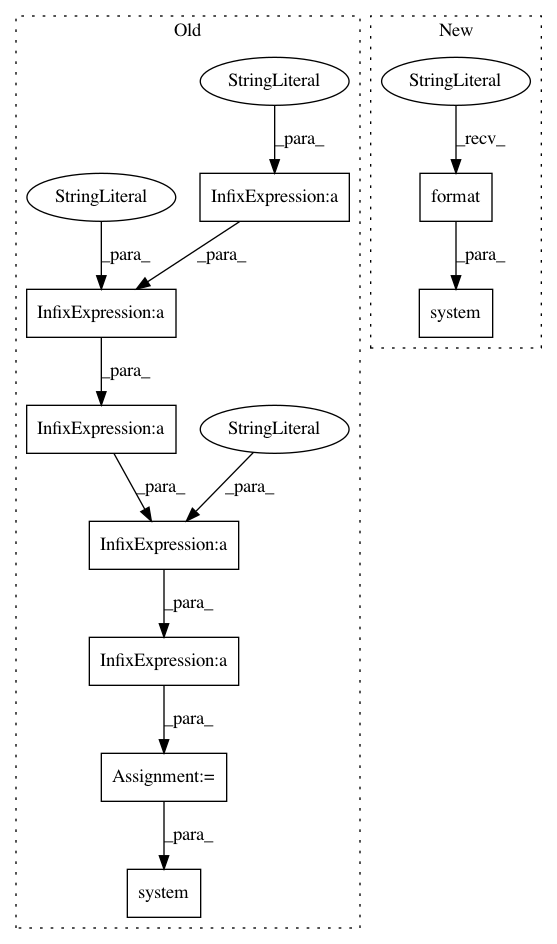 Old
New
StringLiteral
StringLiteral
_para_
_recv_
StringLiteral
InfixExpression:a
format
_para_
_para_
_para_
InfixExpression:a
system
_para_
InfixExpression:a
StringLiteral
_para_
_para_
InfixExpression:a
_para_
InfixExpression:a
_para_
Assignment:=
_para_
system